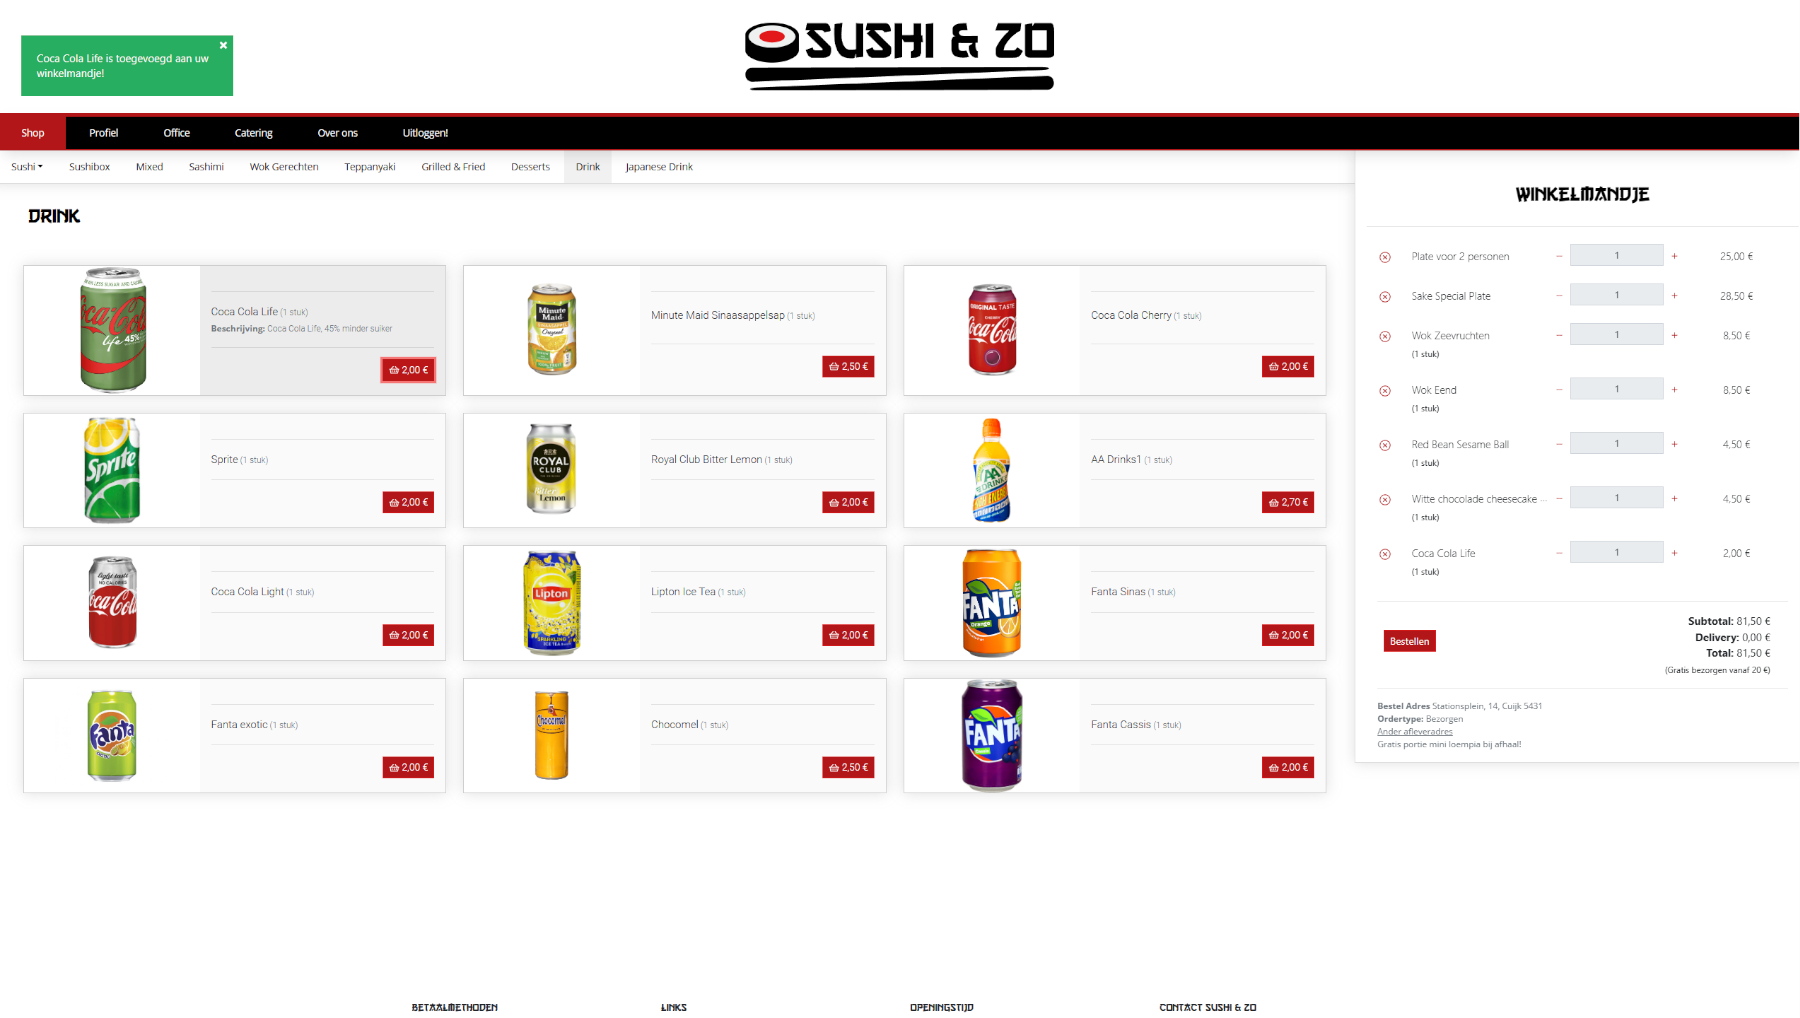 SUSHI & ZO
Coca Cola Life is toegevoegd aan uw
winkelmandje!
Shop
Profiel
Office
Catering
Over ons
Uitloggen!
Sushi
Sushibox
Mixed
Sashimi
Wok Gerechten
Teppanyaki
Grilled & Fried
Desserts
Drink
Japanese Drink
DRINK
Coca Cola Life (1 stuk)
Beschrijving: Coca Cola Life, 45% minder suiker
2,00 €
Minute Maid Sinaasappelsap (1 stuk)
2,50 €
Coca Cola Cherry (1 stuk)
2,00 €
Sprite (1 stuk)
2,00 €
Royal Club Bitter Lemon (1 stuk)
2,00 €
AA Drinks1 (1 stuk)
2,70 €
Coca Cola Light (1 stuk)
2,00 €
Lipton Ice Tea (1 stuk)
2,00 €
Fanta Sinas (1 stuk)
2,00 €
Fanta exotic (1 stuk)
2,00 €
Chocomel (1 stuk)
2,50 €
Fanta Cassis (1 stuk)
2,00 €
WINKELMANDJE
Plate voor 2 personen - 1 + 25,00 €
Sake Special Plate - 1 + 28,50 €
Wok Zeevruchten - 1 + 8,50 €
(1 stuk)
Wok Eend - 1 + 8,50 €
(1 stuk)
Red Bean Sesame Ball - 1 + 4,50 €
(1 stuk)
Witte chocolade cheesecake ... - 1 + 4,50 €
(1 stuk)
Coca Cola Life - 1 + 2,00 €
(1 stuk)
Bestellen
Subtotal: 81,50 €
Delivery: 0,00 €
Total: 81,50 €
(Gratis bezorgen vanaf 20 €)
Bestel Adres Stationsplein, 14, Cuijk 5431
Ordertype: Bezorgen
Ander afleveradres
Gratis portie mini loempia bij afhaal!
BETAALMETHODEN
LINKS
OPENINGSTIJD
CONTACT SUSHI & ZO